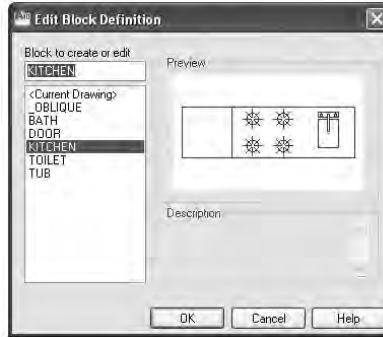 Edit Block Definition
Block to create or edit
KITCHEN
<Current Drawing>
_OBLIQUE
BATH
DOOR
KITCHEN
TOILET
TUB
Preview
Description
OK
Cancel
Help